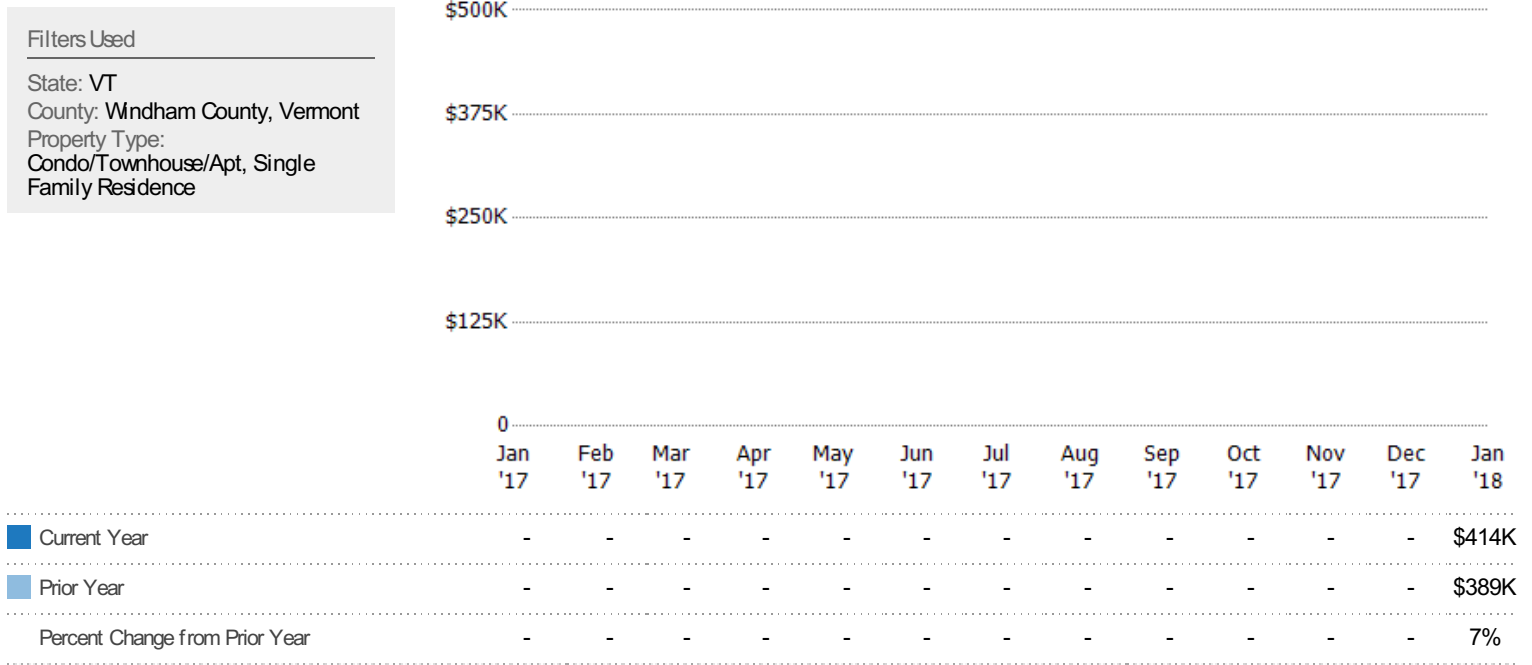 Filters Used
State: VT
County: Windham County, Vermont
Property Type:
Condo/Townhouse/Apt, Single
Family Residence
$500K
$375K
$250K
$125K
0
Jan Feb Mar Apr May Jun Jul Aug Sep Oct Nov Dec Jan
'17 '17 '17 '17 '17 '17 '17 '17 '17 '17 '17 '17 '18
Current Year - - - - - - - - - - - - $414K
Prior Year - - - - - - - - - - - - $389K
Percent Change from Prior Year - - - - - - - - - - - - 7%